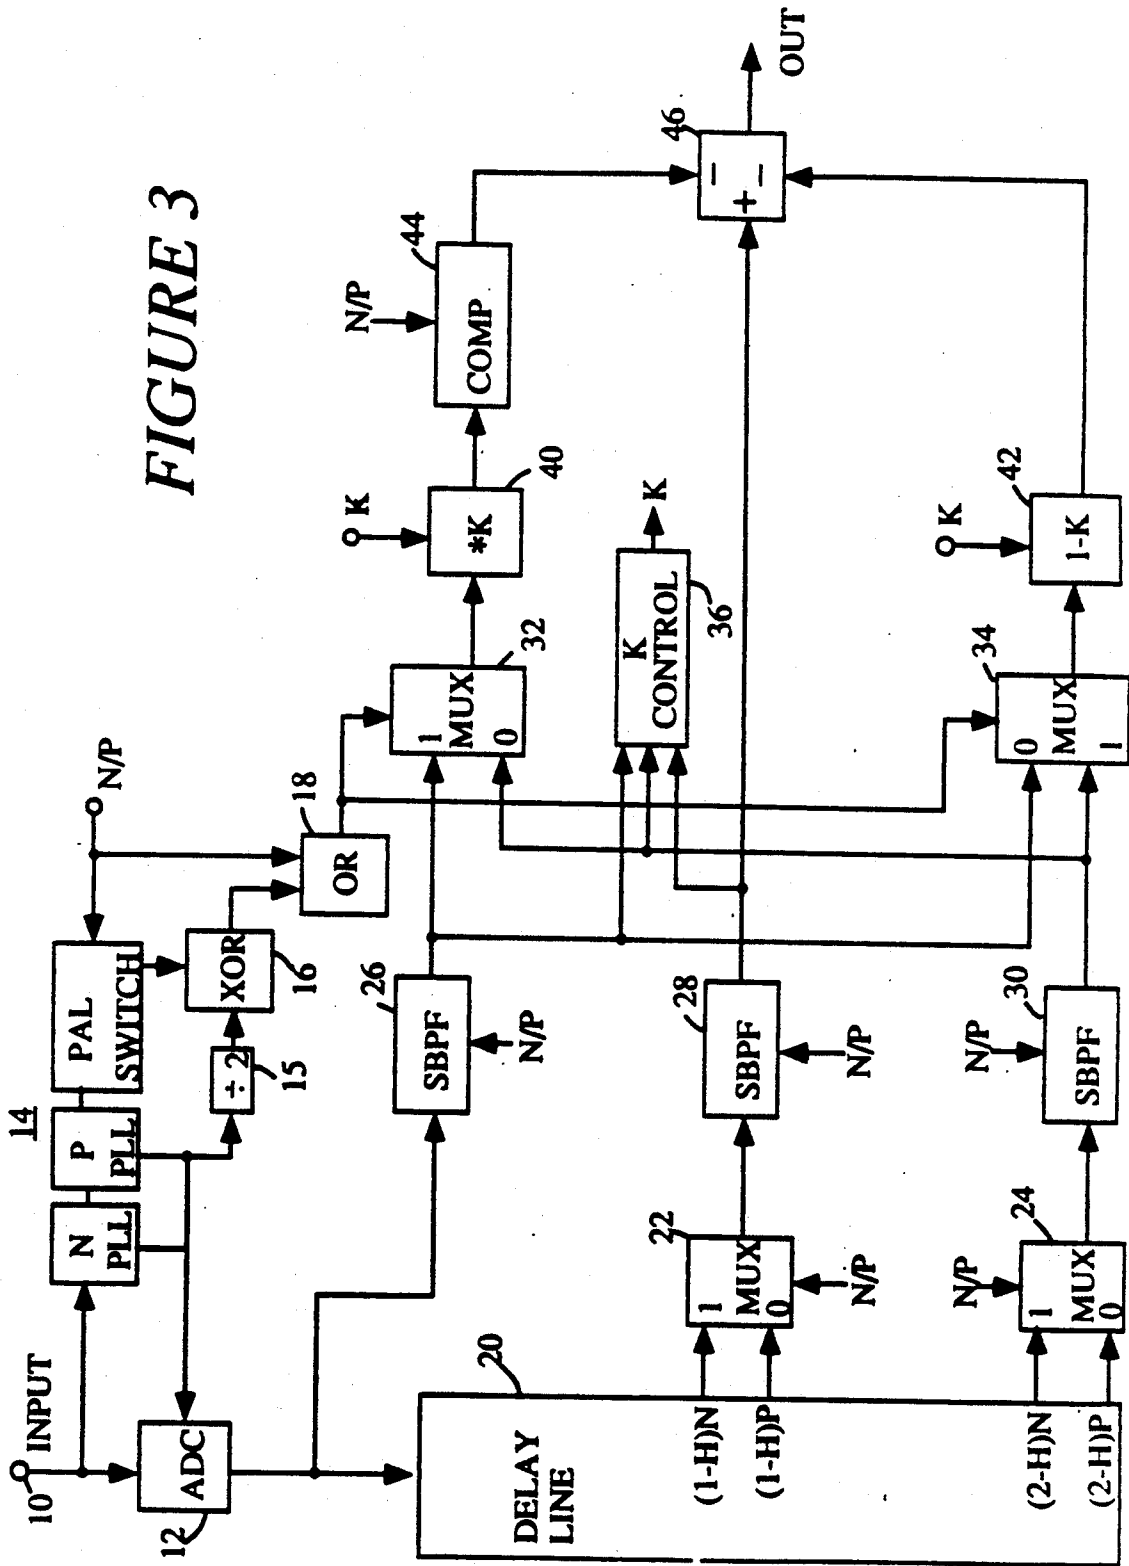 FIGURE 3
10
INPUT
12
ADC
14
N
PLL
P
PLL
PAL
SWITCH
N/P
÷ 2
15
XOR
16
OR
18
DELAY
LINE
20
(1-H)N
(1-H)P
(2-H)N
(2-H)P
22
1
MUX
0
N/P
24
N/P
1
MUX
0
26
SBPF
N/P
28
SBPF
N/P
30
N/P
SBPF
32
1
MUX
0
34
0
MUX
1
K
CONTROL
36
K
K
*K
40
K
1-K
42
N/P
COMP
44
46
−
+
−
OUT